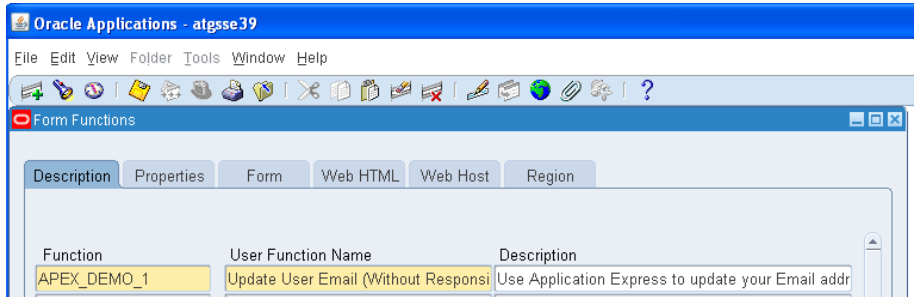 Oracle Applications - atgsse39
File Edit View Folder Tools Window Help
Form Functions
Description Properties Form Web HTML Web Host Region
Function User Function Name Description
APEX_DEMO_1 Update User Email (Without Responsi Use Application Express to update your Email addr